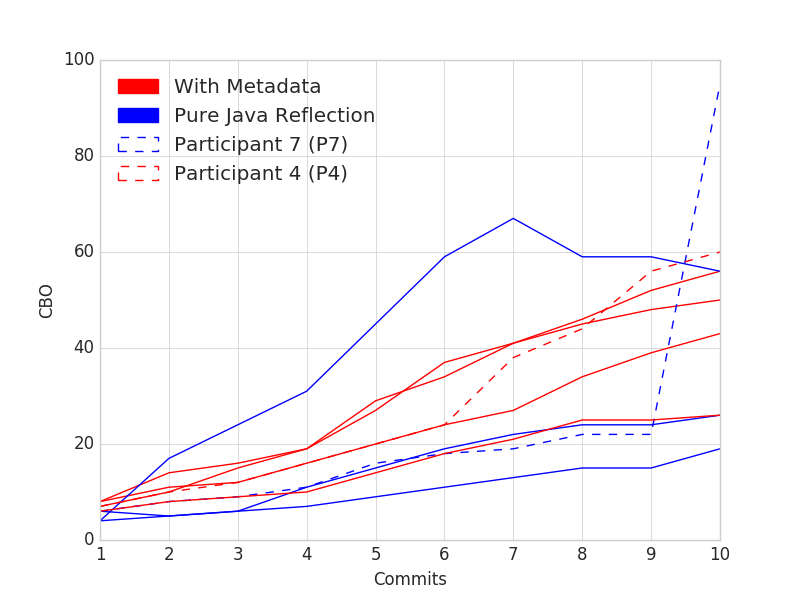 100
80
60
40
20
0
CBO
With Metadata
Pure Java Reflection
Participant 7 (P7)
Participant 4 (P4)
1 2 3 4 5 6 7 8 9 10
Commits